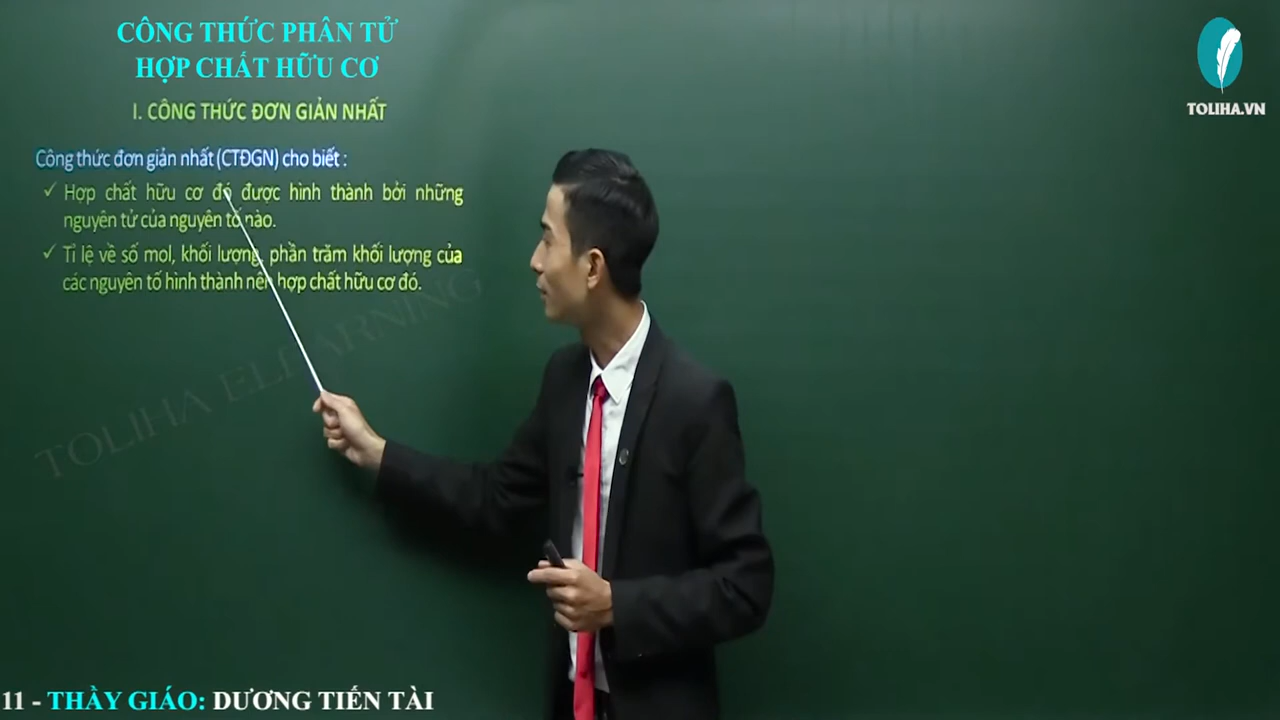 CÔNG THỨC PHÂN TỬ
HỢP CHẤT HỮU CƠ
TOLIHA.VN
I. CÔNG THỨC ĐƠN GIẢN NHẤT
Công thức đơn giản nhất (CTĐGN) cho biết :
✓ Hợp chất hữu cơ đó được hình thành bởi những
nguyên tử của nguyên tố nào.
✓ Tỉ lệ về số mol, khối lượng, phần trăm khối lượng của
các nguyên tố hình thành nên hợp chất hữu cơ đó.
TOLIHA ELEARNING
11 - THẦY GIÁO: DƯƠNG TIẾN TÀI